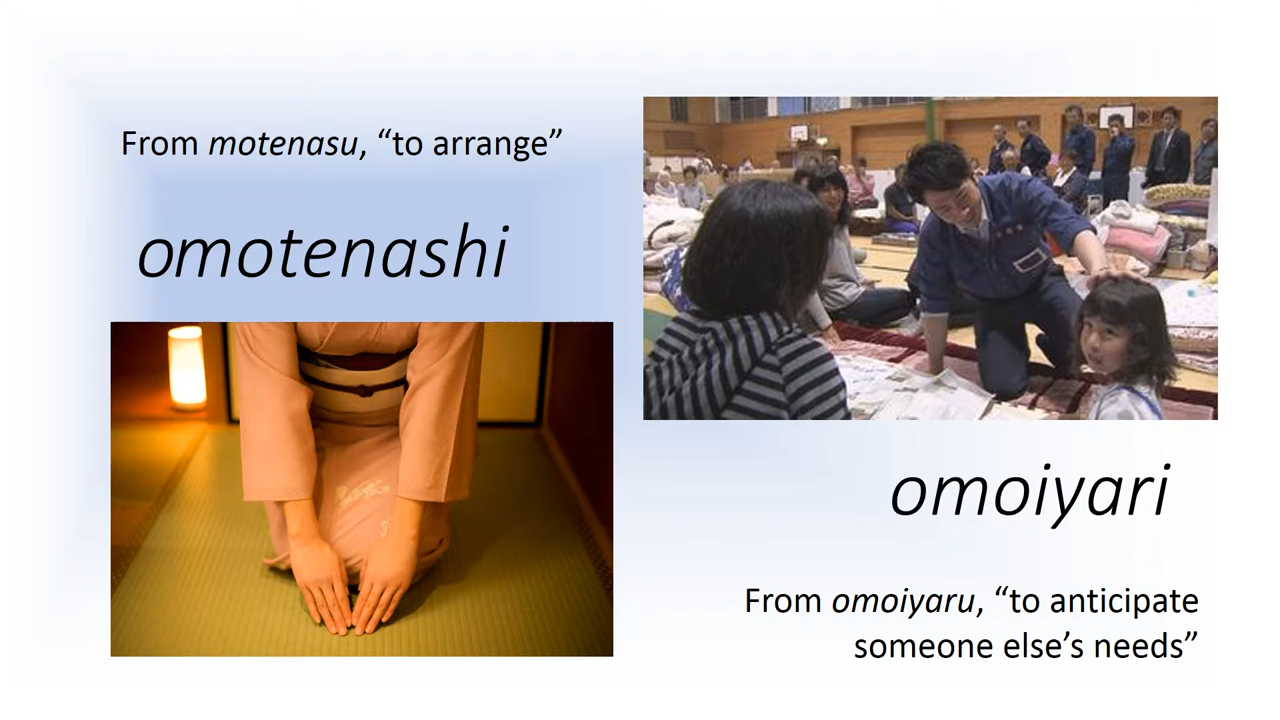 From motenasu, “to arrange”
omotenashi
omoiyari
From omoiyaru, “to anticipate
someone else’s needs”